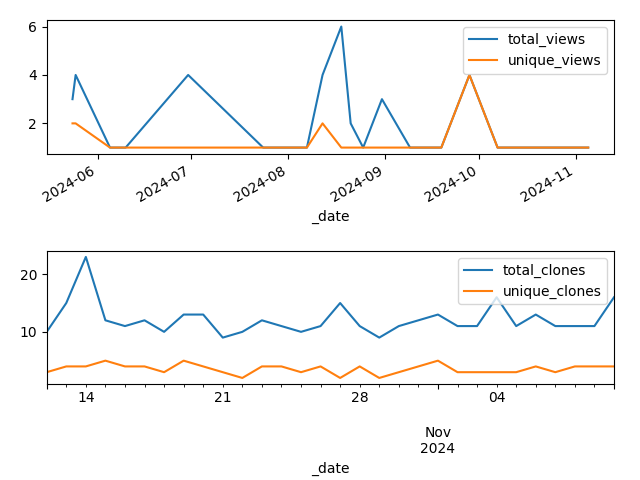 6
4
2
total_views
unique_views
2024-06
2024-07
2024-08
2024-09
2024-10
2024-11
_date
20
10
total_clones
unique_clones
14
21
28
04
Nov
2024
_date